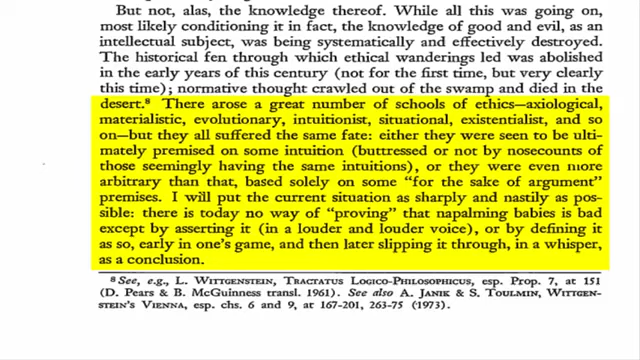 But not, alas, the knowledge thereof. While all this was going on,
most likely conditioning it in fact, the knowledge of good and evil, as an
intellectual subject, was being systematically and effectively destroyed.
The historical fen through which ethical wanderings led was abolished
in the early years of this century (not for the first time, but very clearly
this time); normative thought crawled out of the swamp and died in the
desert.⁸ There arose a great number of schools of ethics—axiological,
materialistic, evolutionary, intuitionist, situational, existentialist, and so
on—but they all suffered the same fate: either they were seen to be ulti-
mately premised on some intuition (buttressed or not by nosecounts of
those seemingly having the same intuitions), or they were even more
arbitrary than that, based solely on some “for the sake of argument”
premises. I will put the current situation as sharply and nastily as pos-
sible: there is today no way of “proving” that napalming babies is bad
except by asserting it (in a louder and louder voice), or by defining it
as so, early in one's game, and then later slipping it through, in a whisper,
as a conclusion.
⁸ See, e.g., L. WITTGENSTEIN, TRACTATUS LOGICO-PHILOSOPHICUS, esp. Prop. 7, at 151
(D. Pears & B. McGuinness transl. 1961). See also A. JANIK & S. TOULMIN, WITTGEN-
STEIN'S VIENNA, esp. chs. 6 and 9, at 167-201, 263-75 (1973).